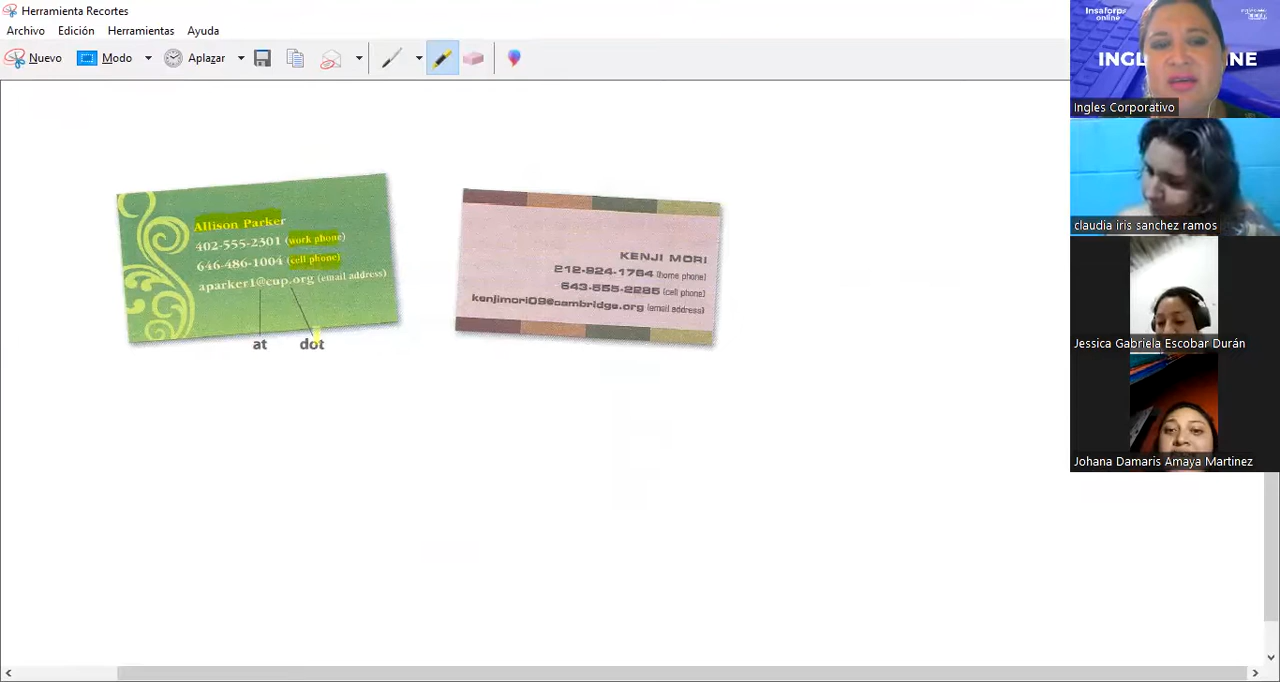 Herramienta Recortes
Archivo Edición Herramientas Ayuda
Nuevo Modo Aplazar
Allison Parker
402-555-2301 (work phone)
646-486-1004 (cell phone)
aparker1@cup.org (email address)
at dot
KENJI MORI
212-924-1764 (home phone)
643-555-2285 (cell phone)
kenjimori09@cambridge.org (email address)
Insaforp
online
Ingles Corporativo
claudia iris sanchez ramos
Jessica Gabriela Escobar Durán
Johana Damaris Amaya Martinez